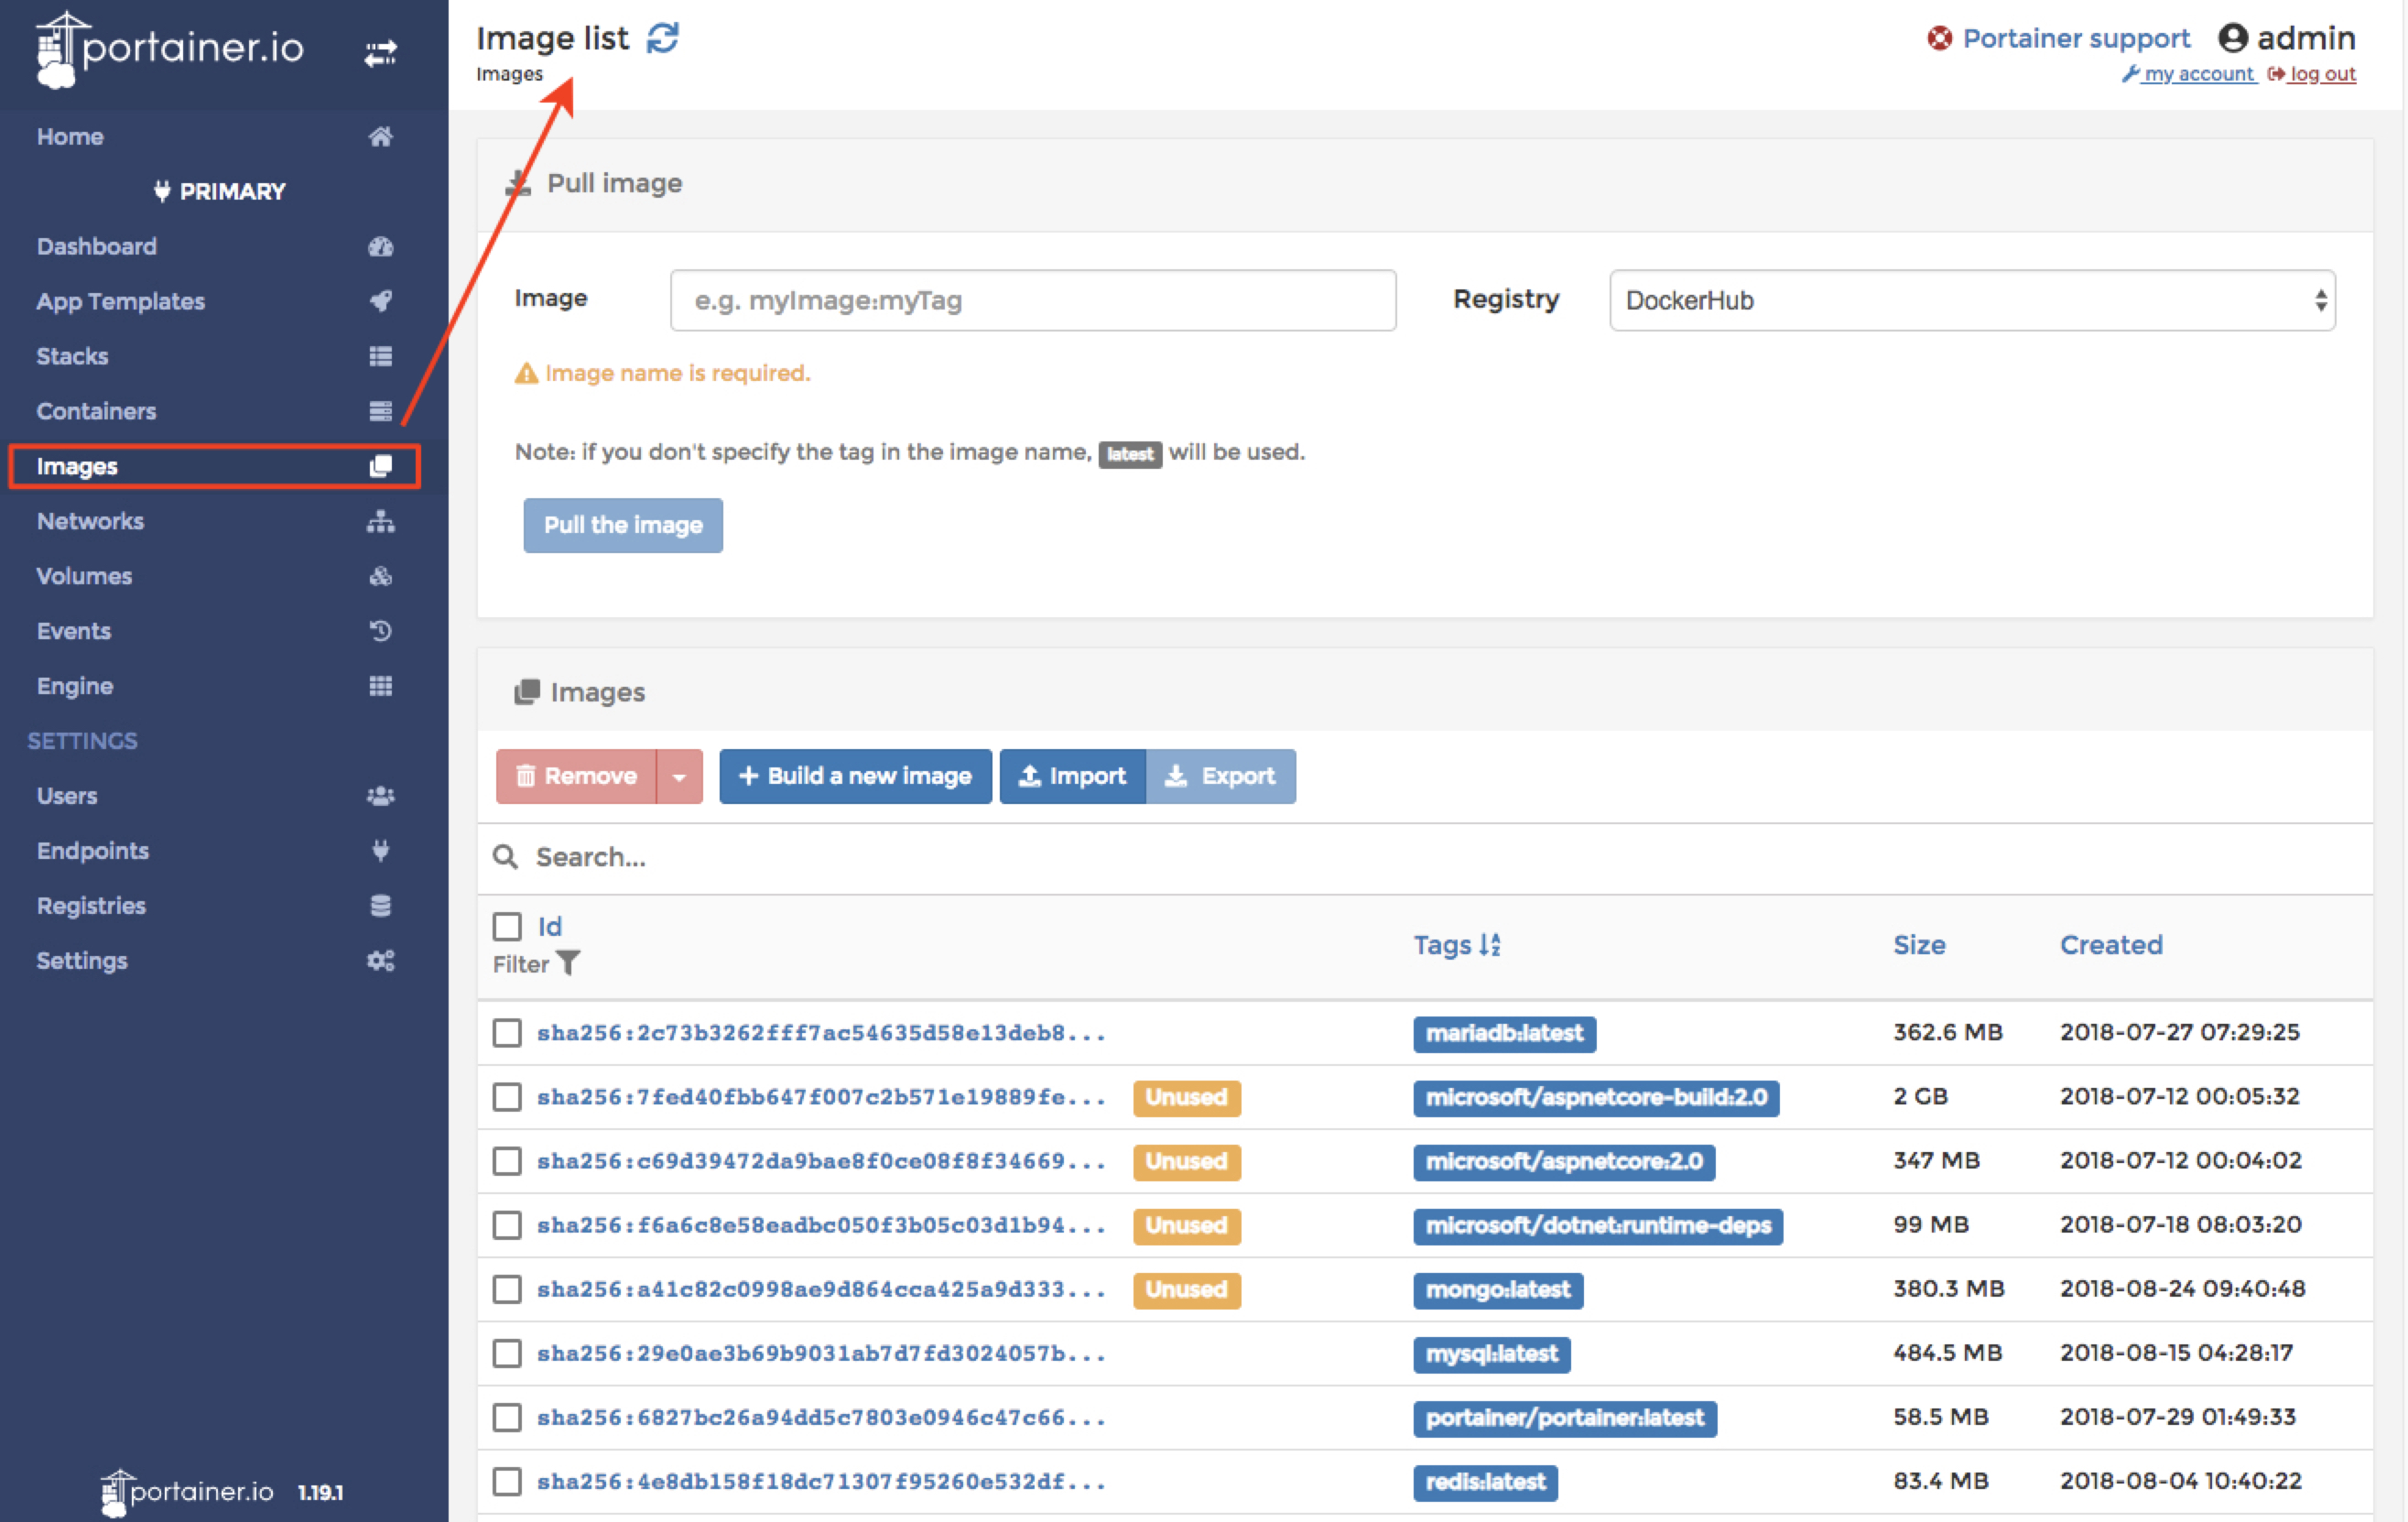 portainer.io
Home
PRIMARY
Dashboard
App Templates
Stacks
Containers
Images
Networks
Volumes
Events
Engine
SETTINGS
Users
Endpoints
Registries
Settings
portainer.io 1.19.1
Image list
Images
Portainer support admin
my account log out
Pull image
Image e.g. myImage:myTag Registry DockerHub
Image name is required.
Note: if you don't specify the tag in the image name, latest will be used.
Pull the image
Images
Remove + Build a new image Import Export
Search...
Id
Filter
Tags Size Created
sha256:2c73b3262fff7ac54635d58e13deb8... mariadb:latest 362.6 MB 2018-07-27 07:29:25
sha256:7fed40fbb647f007c2b571e19889fe... Unused microsoft/aspnetcore-build:2.0 2 GB 2018-07-12 00:05:32
sha256:c69d39472da9bae8f0ce08f8f34669... Unused microsoft/aspnetcore:2.0 347 MB 2018-07-12 00:04:02
sha256:f6a6c8e58eadbc050f3b05c03d1b94... Unused microsoft/dotnet:runtime-deps 99 MB 2018-07-18 08:03:20
sha256:a41c82c0998ae9d864cca425a9d333... Unused mongo:latest 380.3 MB 2018-08-24 09:40:48
sha256:29e0ae3b69b9031ab7d7fd3024057b... mysql:latest 484.5 MB 2018-08-15 04:28:17
sha256:6827bc26a94dd5c7803e0946c47c66... portainer/portainer:latest 58.5 MB 2018-07-29 01:49:33
sha256:4e8db158f18dc71307f95260e532df... redis:latest 83.4 MB 2018-08-04 10:40:22